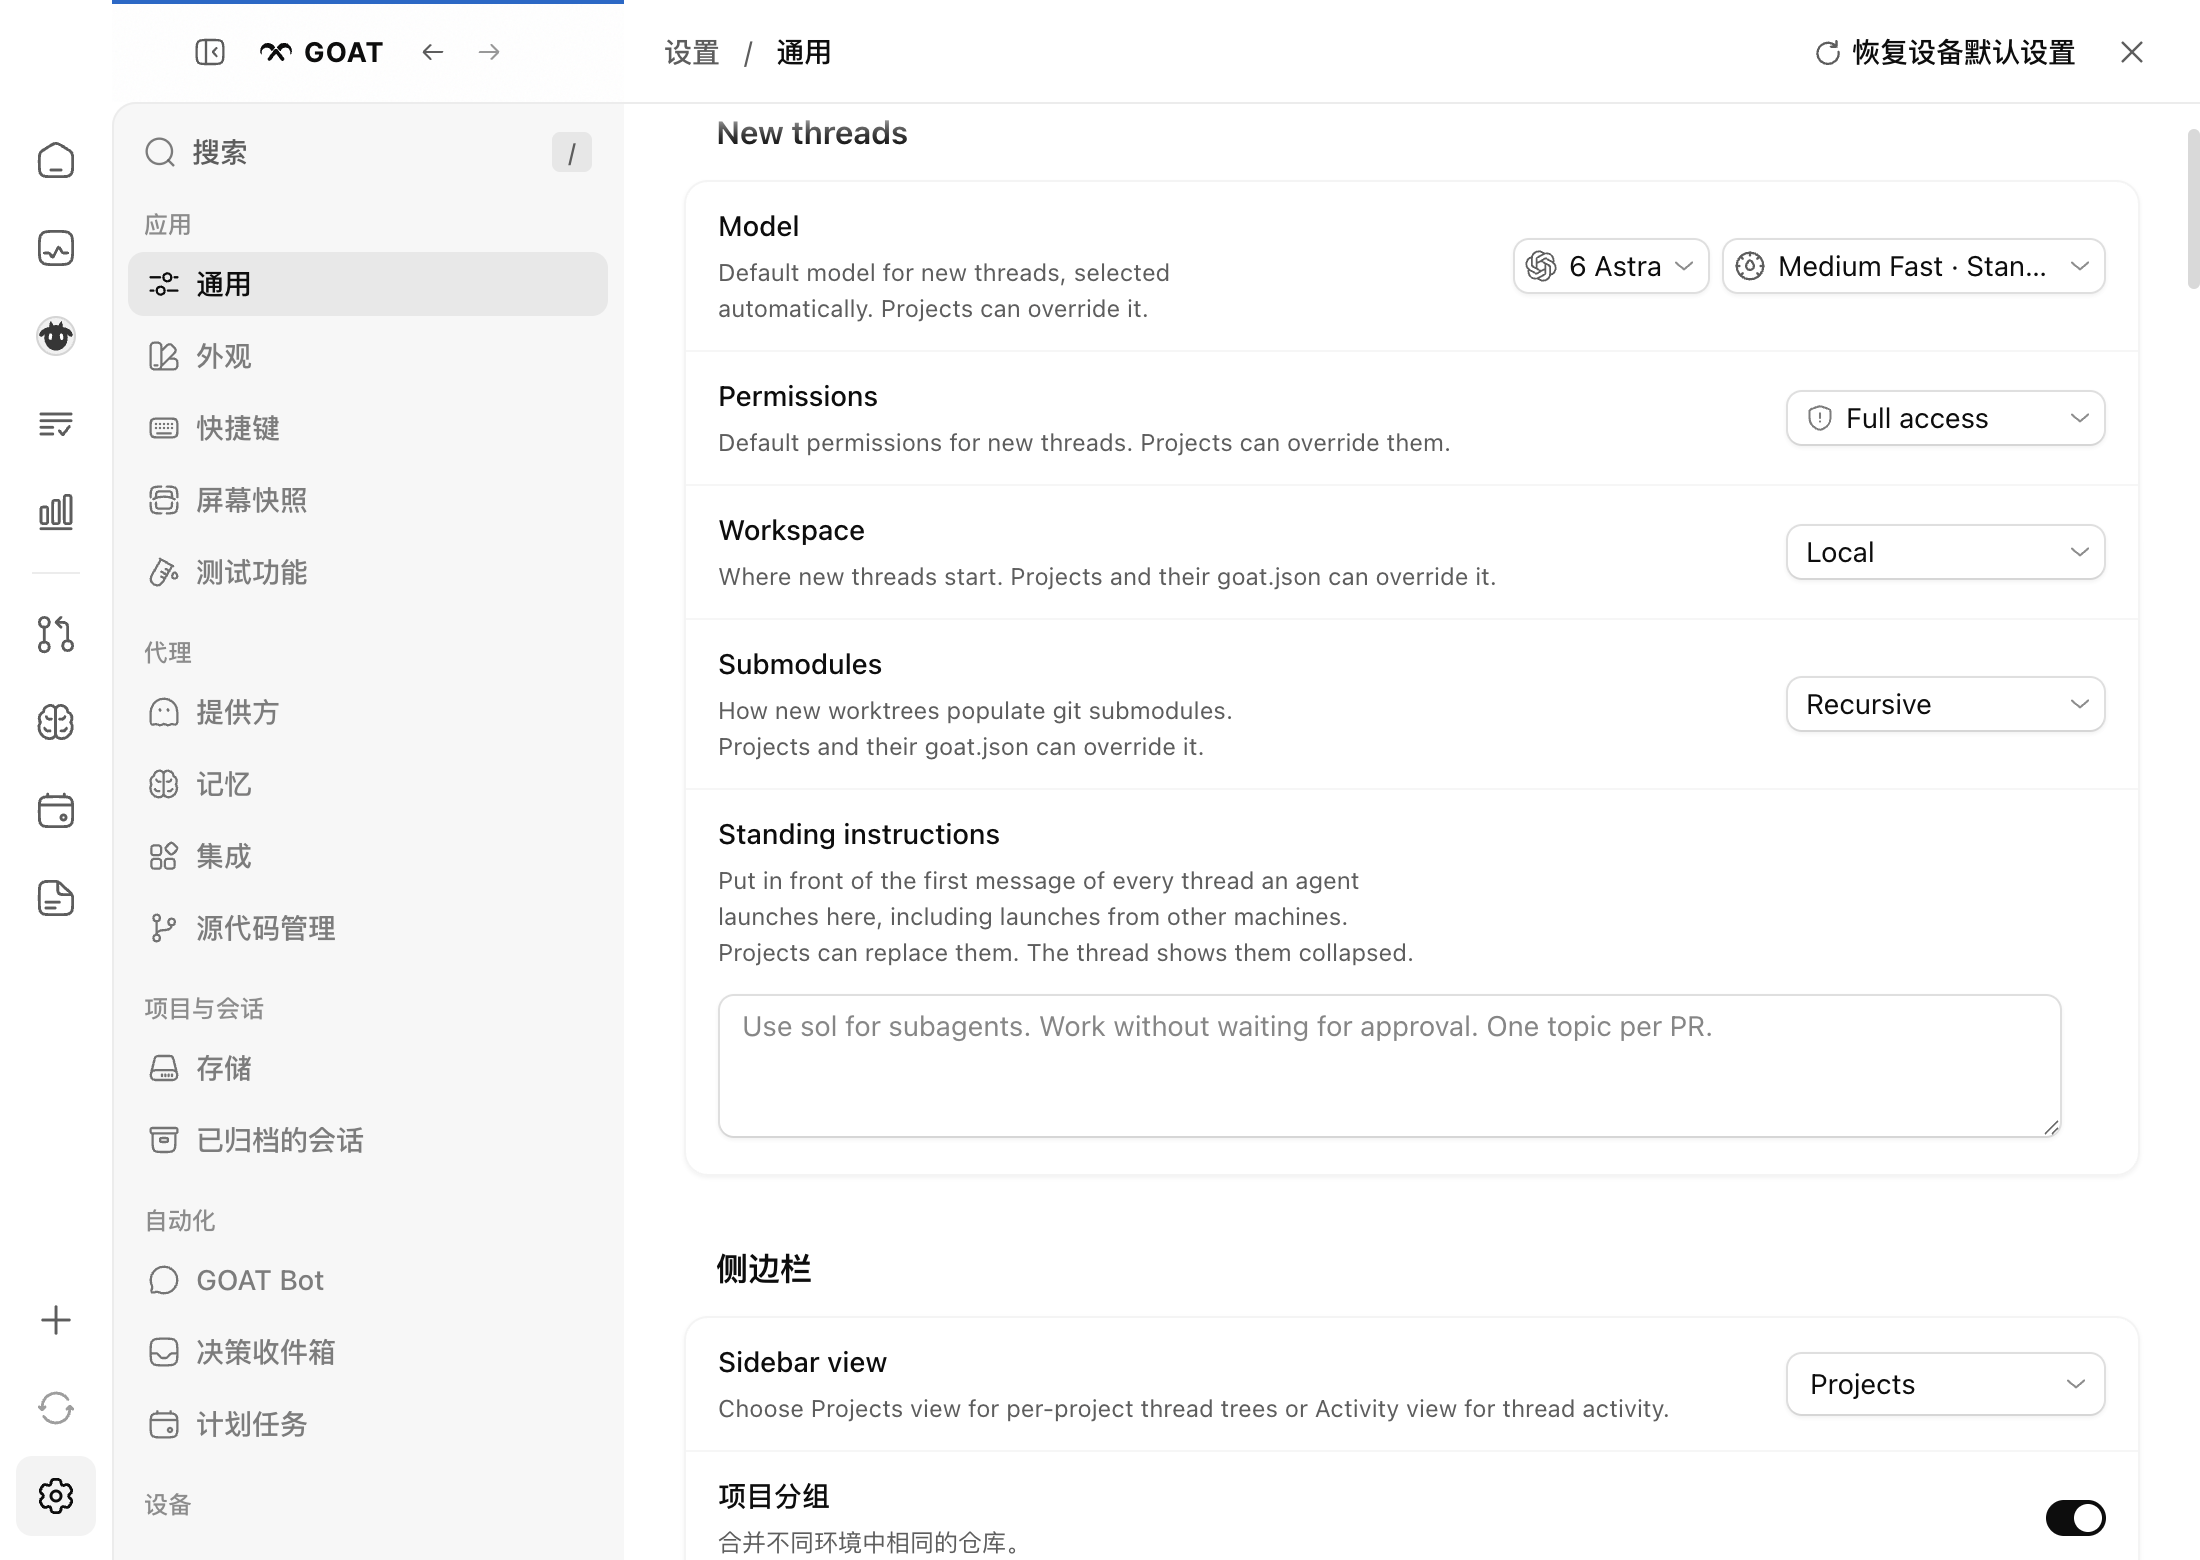 GOAT
设置 / 通用
恢复设备默认设置
搜索
/
应用
通用
外观
快捷键
屏幕快照
测试功能
代理
提供方
记忆
集成
源代码管理
项目与会话
存储
已归档的会话
自动化
GOAT Bot
决策收件箱
计划任务
设备
New threads
Model
Default model for new threads, selected
automatically. Projects can override it.
6 Astra
Medium Fast · Stan...
Permissions
Default permissions for new threads. Projects can override them.
Full access
Workspace
Where new threads start. Projects and their goat.json can override it.
Local
Submodules
How new worktrees populate git submodules.
Projects and their goat.json can override it.
Recursive
Standing instructions
Put in front of the first message of every thread an agent
launches here, including launches from other machines.
Projects can replace them. The thread shows them collapsed.
Use sol for subagents. Work without waiting for approval. One topic per PR.
侧边栏
Sidebar view
Choose Projects view for per-project thread trees or Activity view for thread activity.
Projects
项目分组
合并不同环境中相同的仓库。